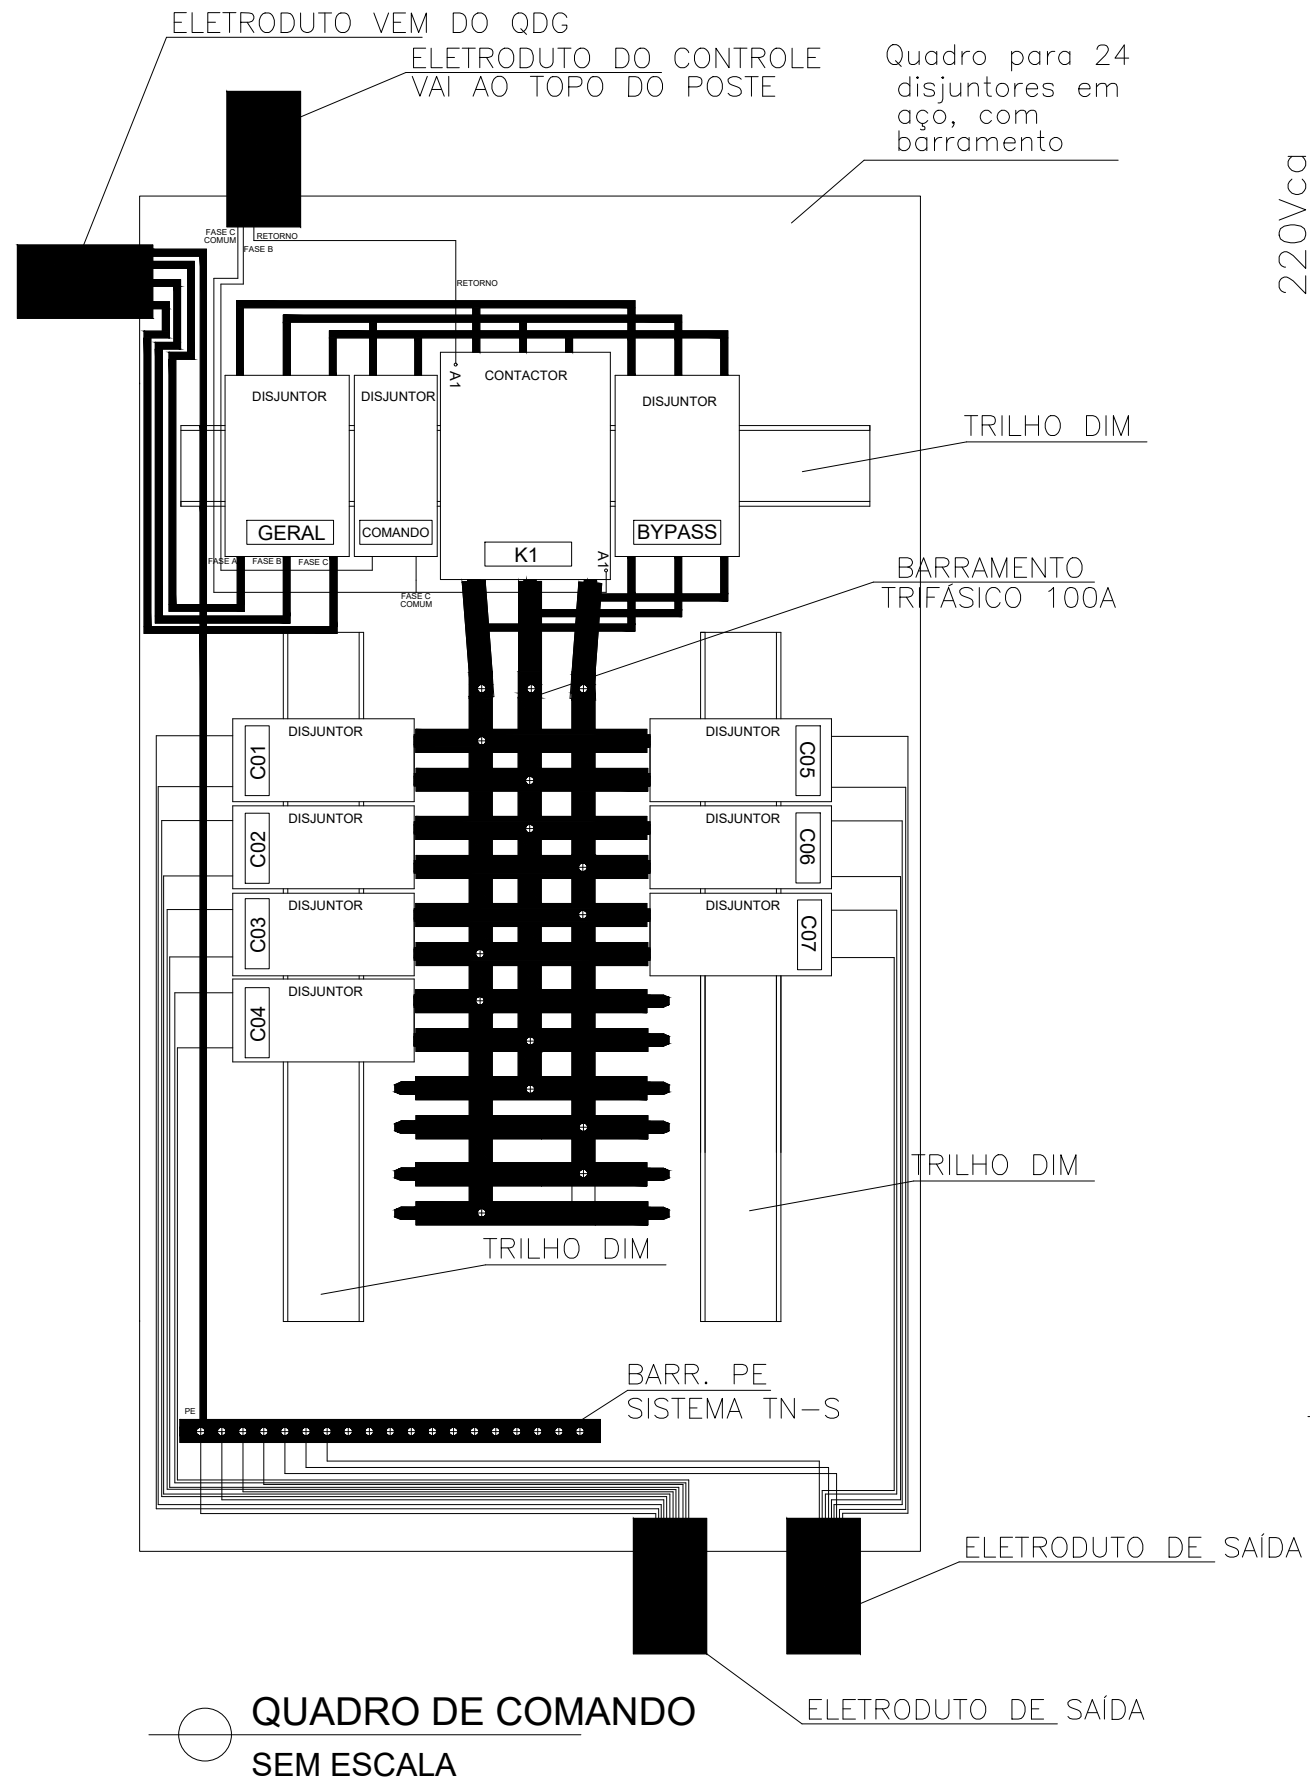 ELETRODUTO VEM DO QDG
ELETRODUTO DO CONTROLE
VAI AO TOPO DO POSTE
Quadro para 24
disjuntores em
aço, com
barramento
220Vca
FASE C
COMUM
RETORNO
FASE B
RETORNO
DISJUNTOR
DISJUNTOR
A1
CONTACTOR
DISJUNTOR
TRILHO DIM
GERAL
COMANDO
K1
BYPASS
FASE A
FASE B
FASE C
A1
FASE C
COMUM
BARRAMENTO
TRIFÁSICO 100A
C01
DISJUNTOR
DISJUNTOR
C05
C02
DISJUNTOR
DISJUNTOR
C06
C03
DISJUNTOR
DISJUNTOR
C07
C04
DISJUNTOR
TRILHO DIM
TRILHO DIM
BARR. PE
SISTEMA TN-S
PE
ELETRODUTO DE SAÍDA
ELETRODUTO DE SAÍDA
QUADRO DE COMANDO
SEM ESCALA